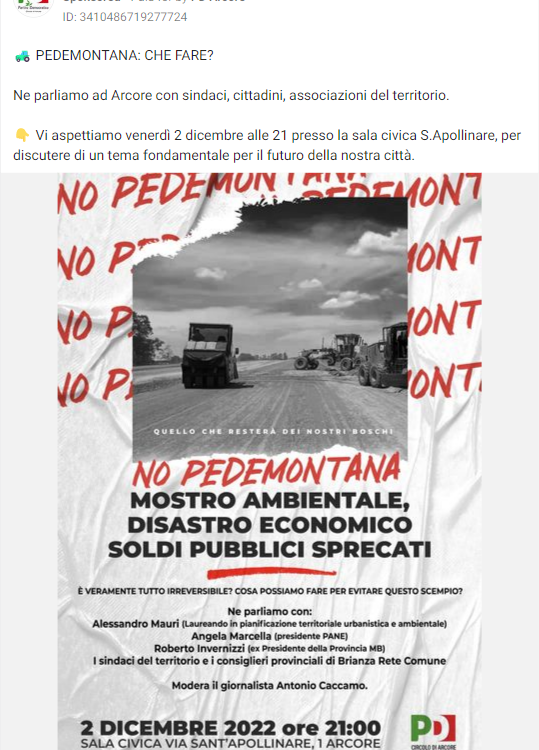 ID: 3410486719277724
PEDEMONTANA: CHE FARE?
Ne parliamo ad Arcore con sindaci, cittadini, associazioni del territorio.
Vi aspettiamo venerdì 2 dicembre alle 21 presso la sala civica S.Apollinare, per
discutere di un tema fondamentale per il futuro della nostra città.
NO PEDEMONTANA
QUELLO CHE RESTERÀ DEI NOSTRI BOSCHI
NO PEDEMONTANA
MOSTRO AMBIENTALE,
DISASTRO ECONOMICO
SOLDI PUBBLICI SPRECATI
È VERAMENTE TUTTO IRREVERSIBILE? COSA POSSIAMO FARE PER EVITARE QUESTO SCEMPIO?
Ne parliamo con:
Alessandro Mauri (Laureando in pianificazione territoriale urbanistica e ambientale)
Angela Marcella (presidente PANE)
Roberto Invernizzi (ex Presidente della Provincia MB)
I sindaci del territorio e i consiglieri provinciali di Brianza Rete Comune
Modera il giornalista Antonio Caccamo.
2 DICEMBRE 2022 ore 21:00
SALA CIVICA VIA SANT'APOLLINARE, 1 ARCORE
PD
CIRCOLO DI ARCORE